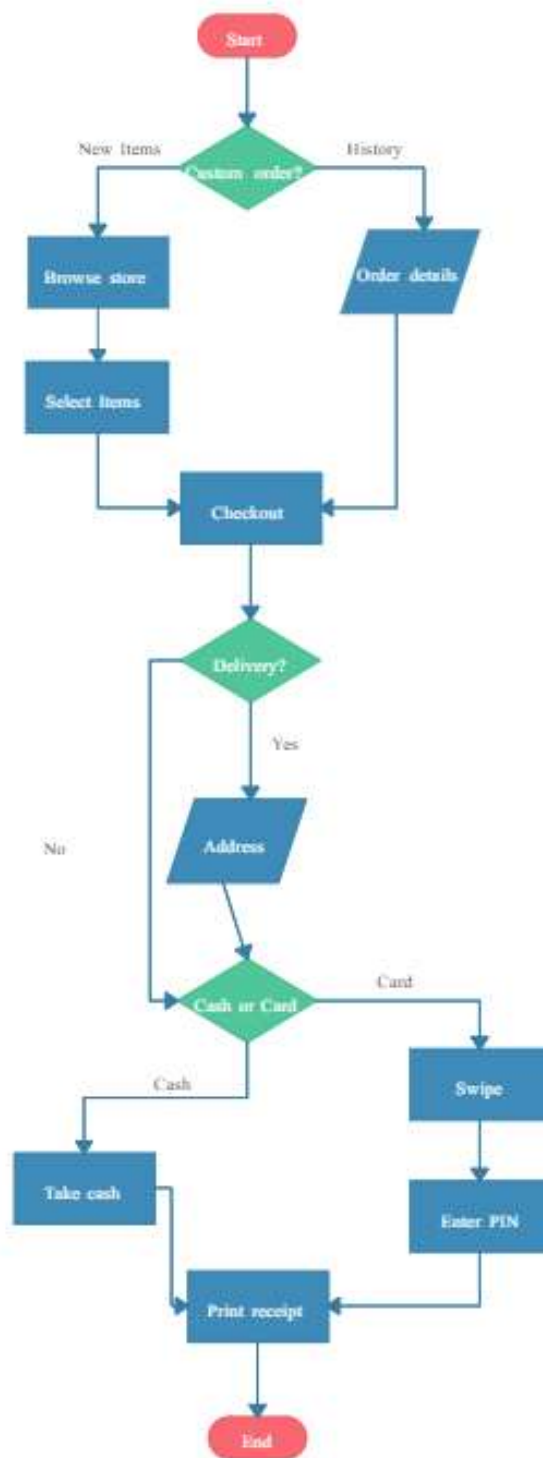 Start
New Items
History
Custom order?
Browse store
Order details
Select Items
Checkout
Delivery?
Yes
No
Address
Cash or Card
Card
Cash
Swipe
Take cash
Enter PIN
Print receipt
End